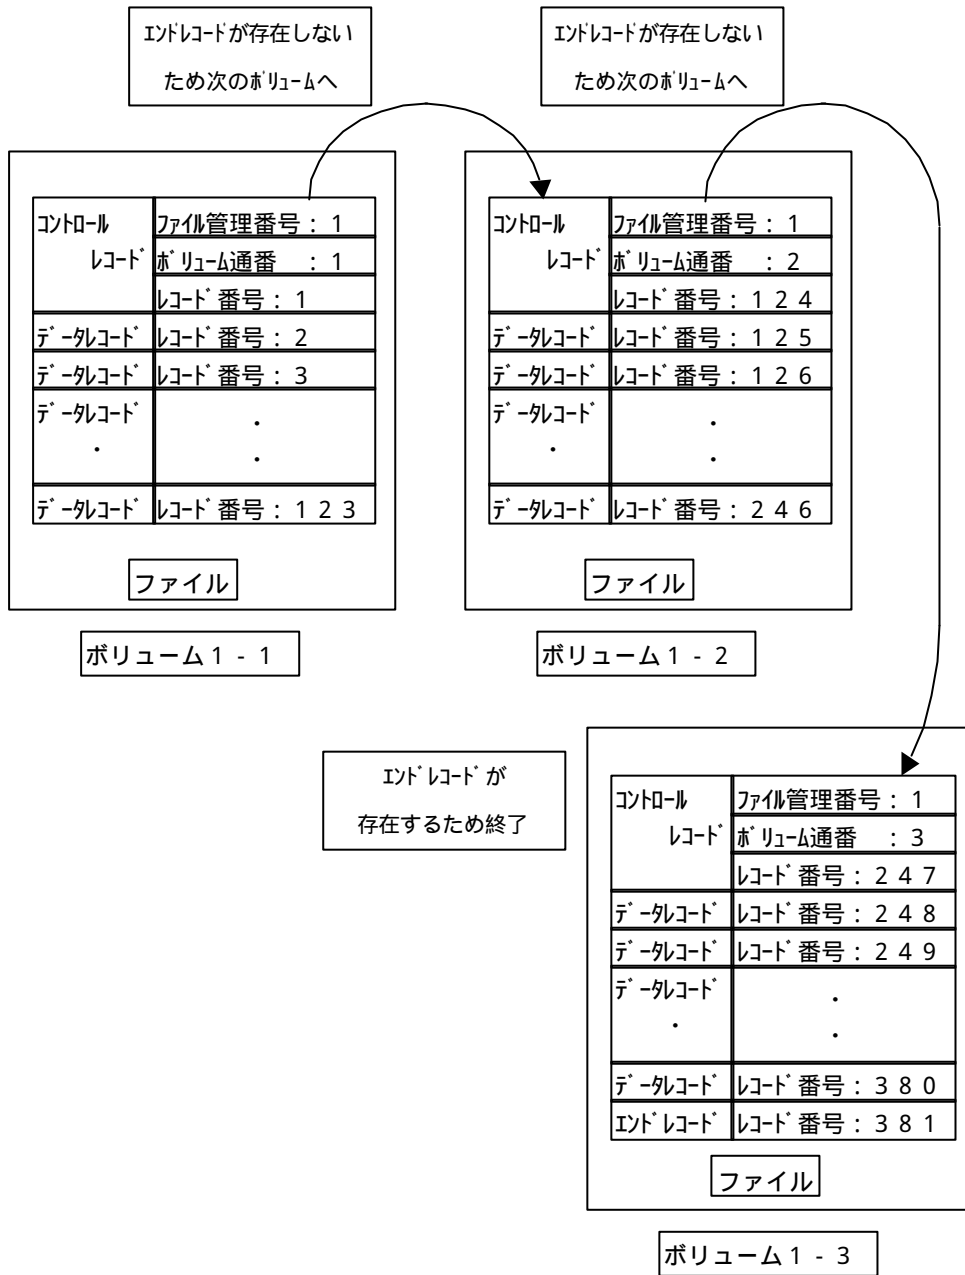 ｴﾝﾄﾞﾚｺｰﾄﾞが存在しない
ため次のﾎﾞﾘｭｰﾑへ
ｴﾝﾄﾞﾚｺｰﾄﾞが存在しない
ため次のﾎﾞﾘｭｰﾑへ
ｺﾝﾄﾛｰﾙ
ﾚｺｰﾄﾞ
ﾌｧｲﾙ管理番号：１
ﾎﾞﾘｭｰﾑ通番　：１
ﾚｺｰﾄﾞ番号：１
ﾃﾞｰﾀﾚｺｰﾄﾞ ﾚｺｰﾄﾞ番号：２
ﾃﾞｰﾀﾚｺｰﾄﾞ ﾚｺｰﾄﾞ番号：３
ﾃﾞｰﾀﾚｺｰﾄﾞ ・
・ ・
ﾃﾞｰﾀﾚｺｰﾄﾞ ﾚｺｰﾄﾞ番号：１２３
ファイル
ボリューム１‐１
ｺﾝﾄﾛｰﾙ
ﾚｺｰﾄﾞ
ﾌｧｲﾙ管理番号：１
ﾎﾞﾘｭｰﾑ通番　：２
ﾚｺｰﾄﾞ番号：１２４
ﾃﾞｰﾀﾚｺｰﾄﾞ ﾚｺｰﾄﾞ番号：１２５
ﾃﾞｰﾀﾚｺｰﾄﾞ ﾚｺｰﾄﾞ番号：１２６
ﾃﾞｰﾀﾚｺｰﾄﾞ ・
・ ・
ﾃﾞｰﾀﾚｺｰﾄﾞ ﾚｺｰﾄﾞ番号：２４６
ファイル
ボリューム１‐２
ｴﾝﾄﾞﾚｺｰﾄﾞが
存在するため終了
ｺﾝﾄﾛｰﾙ
ﾚｺｰﾄﾞ
ﾌｧｲﾙ管理番号：１
ﾎﾞﾘｭｰﾑ通番　：３
ﾚｺｰﾄﾞ番号：２４７
ﾃﾞｰﾀﾚｺｰﾄﾞ ﾚｺｰﾄﾞ番号：２４８
ﾃﾞｰﾀﾚｺｰﾄﾞ ﾚｺｰﾄﾞ番号：２４９
ﾃﾞｰﾀﾚｺｰﾄﾞ ・
・ ・
ﾃﾞｰﾀﾚｺｰﾄﾞ ﾚｺｰﾄﾞ番号：３８０
ｴﾝﾄﾞﾚｺｰﾄﾞ ﾚｺｰﾄﾞ番号：３８１
ファイル
ボリューム１‐３